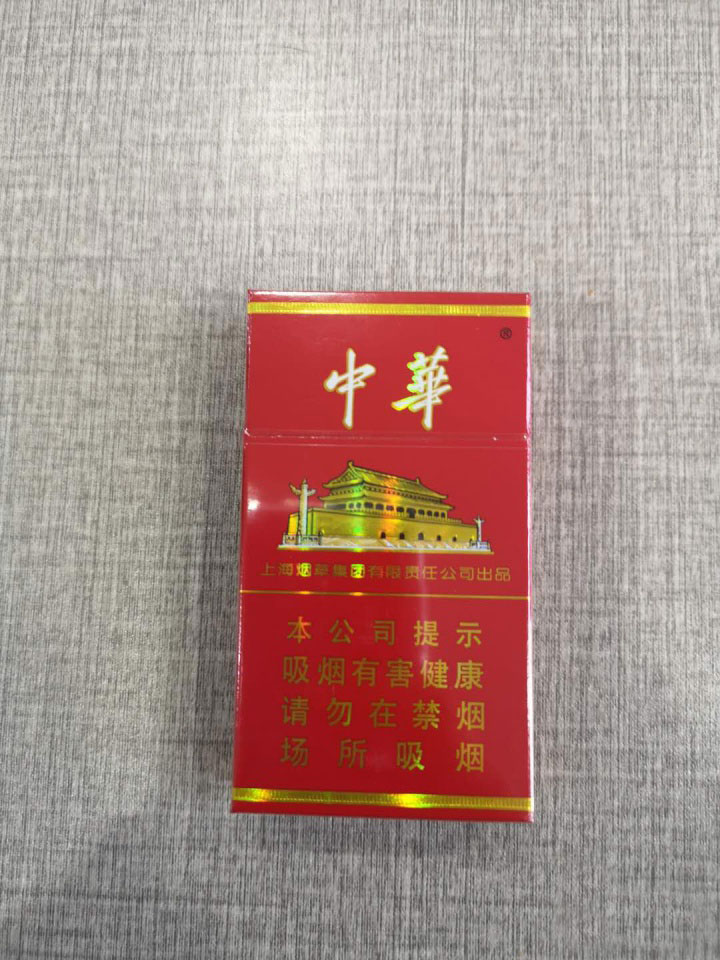 中華
®
上海烟草集团有限责任公司出品
本公司提示
吸烟有害健康
请勿在禁烟
场所吸烟